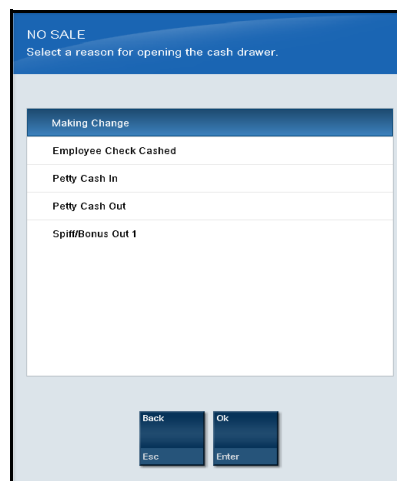 NO SALE
Select a reason for opening the cash drawer.
Making Change
Employee Check Cashed
Petty Cash In
Petty Cash Out
Spiff/Bonus Out 1
Back
Esc
Ok
Enter